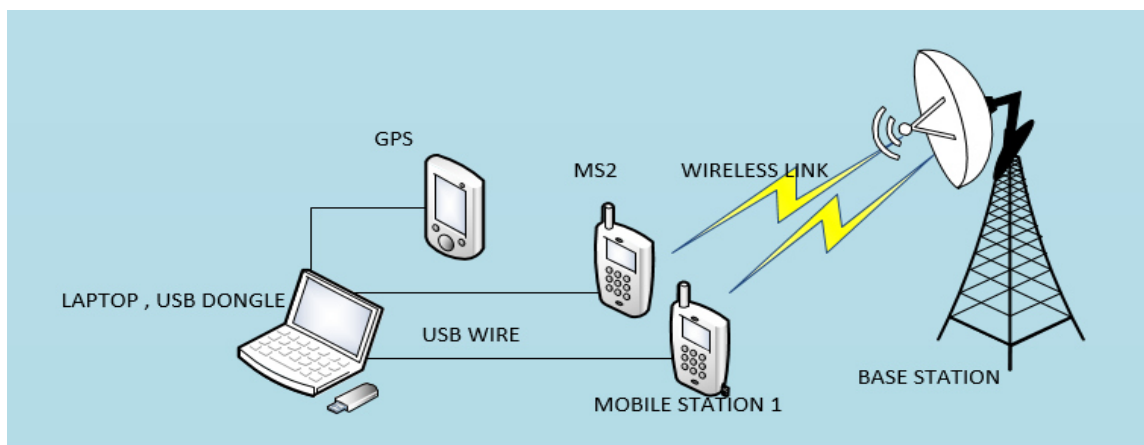 GPS
MS2
WIRELESS LINK
LAPTOP , USB DONGLE
USB WIRE
BASE STATION
MOBILE STATION 1